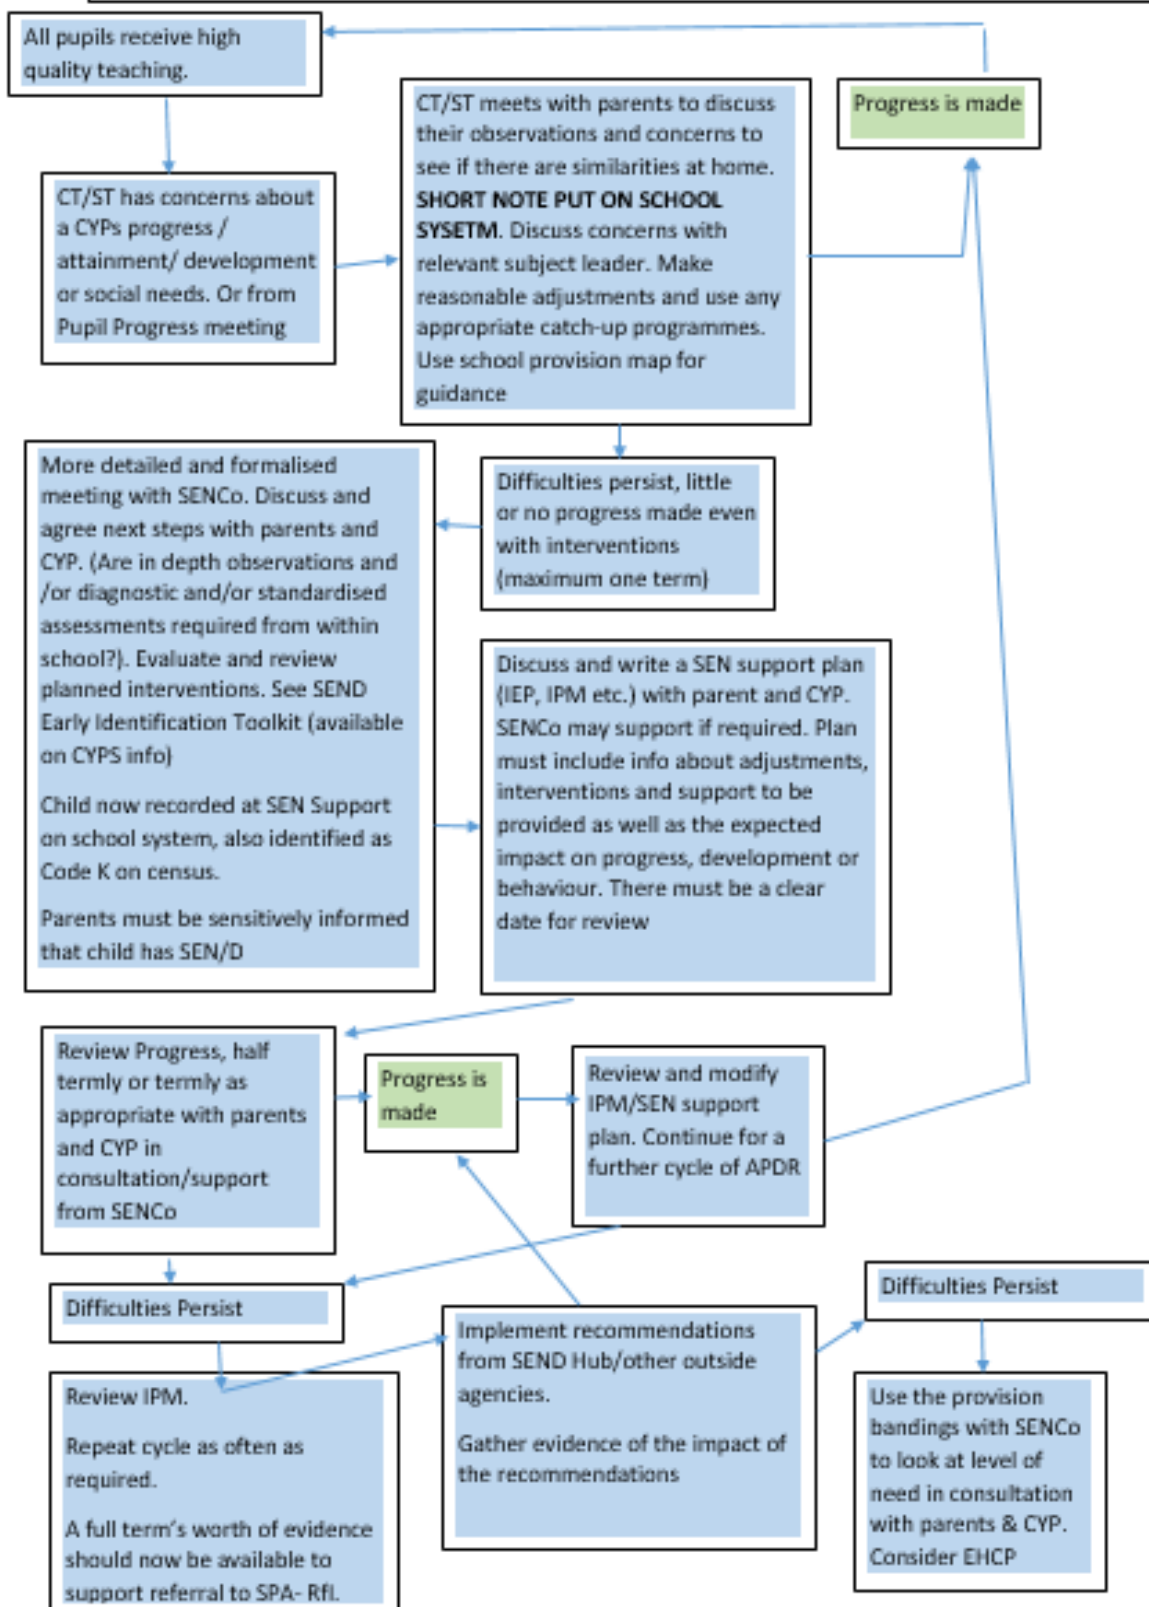 All pupils receive high
quality teaching.
Progress is made
CT/ST meets with parents to discuss
their observations and concerns to
see if there are similarities at home.
SHORT NOTE PUT ON SCHOOL
SYSETM. Discuss concerns with
relevant subject leader. Make
reasonable adjustments and use any
appropriate catch-up programmes.
Use school provision map for
guidance
CT/ST has concerns about
a CYPs progress /
attainment/ development
or social needs. Or from
Pupil Progress meeting
Difficulties persist, little
or no progress made even
with interventions
(maximum one term)
More detailed and formalised
meeting with SENCo. Discuss and
agree next steps with parents and
CYP. (Are in depth observations and
/or diagnostic and/or standardised
assessments required from within
school?). Evaluate and review
planned interventions. See SEND
Early Identification Toolkit (available
on CYPS info)
Child now recorded at SEN Support
on school system, also identified as
Code K on census.
Parents must be sensitively informed
that child has SEN/D
Discuss and write a SEN support plan
(IEP, IPM etc.) with parent and CYP.
SENCo may support if required. Plan
must include info about adjustments,
interventions and support to be
provided as well as the expected
impact on progress, development or
behaviour. There must be a clear
date for review
Review Progress, half
termly or termly as
appropriate with parents
and CYP in
consultation/support
from SENCo
Progress is
made
Review and modify
IPM/SEN support
plan. Continue for a
further cycle of APDR
Difficulties Persist
Review IPM.
Repeat cycle as often as
required.
A full term's worth of evidence
should now be available to
support referral to SPA- RfI.
Implement recommendations
from SEND Hub/other outside
agencies.
Gather evidence of the impact of
the recommendations
Difficulties Persist
Use the provision
bandings with SENCo
to look at level of
need in consultation
with parents & CYP.
Consider EHCP